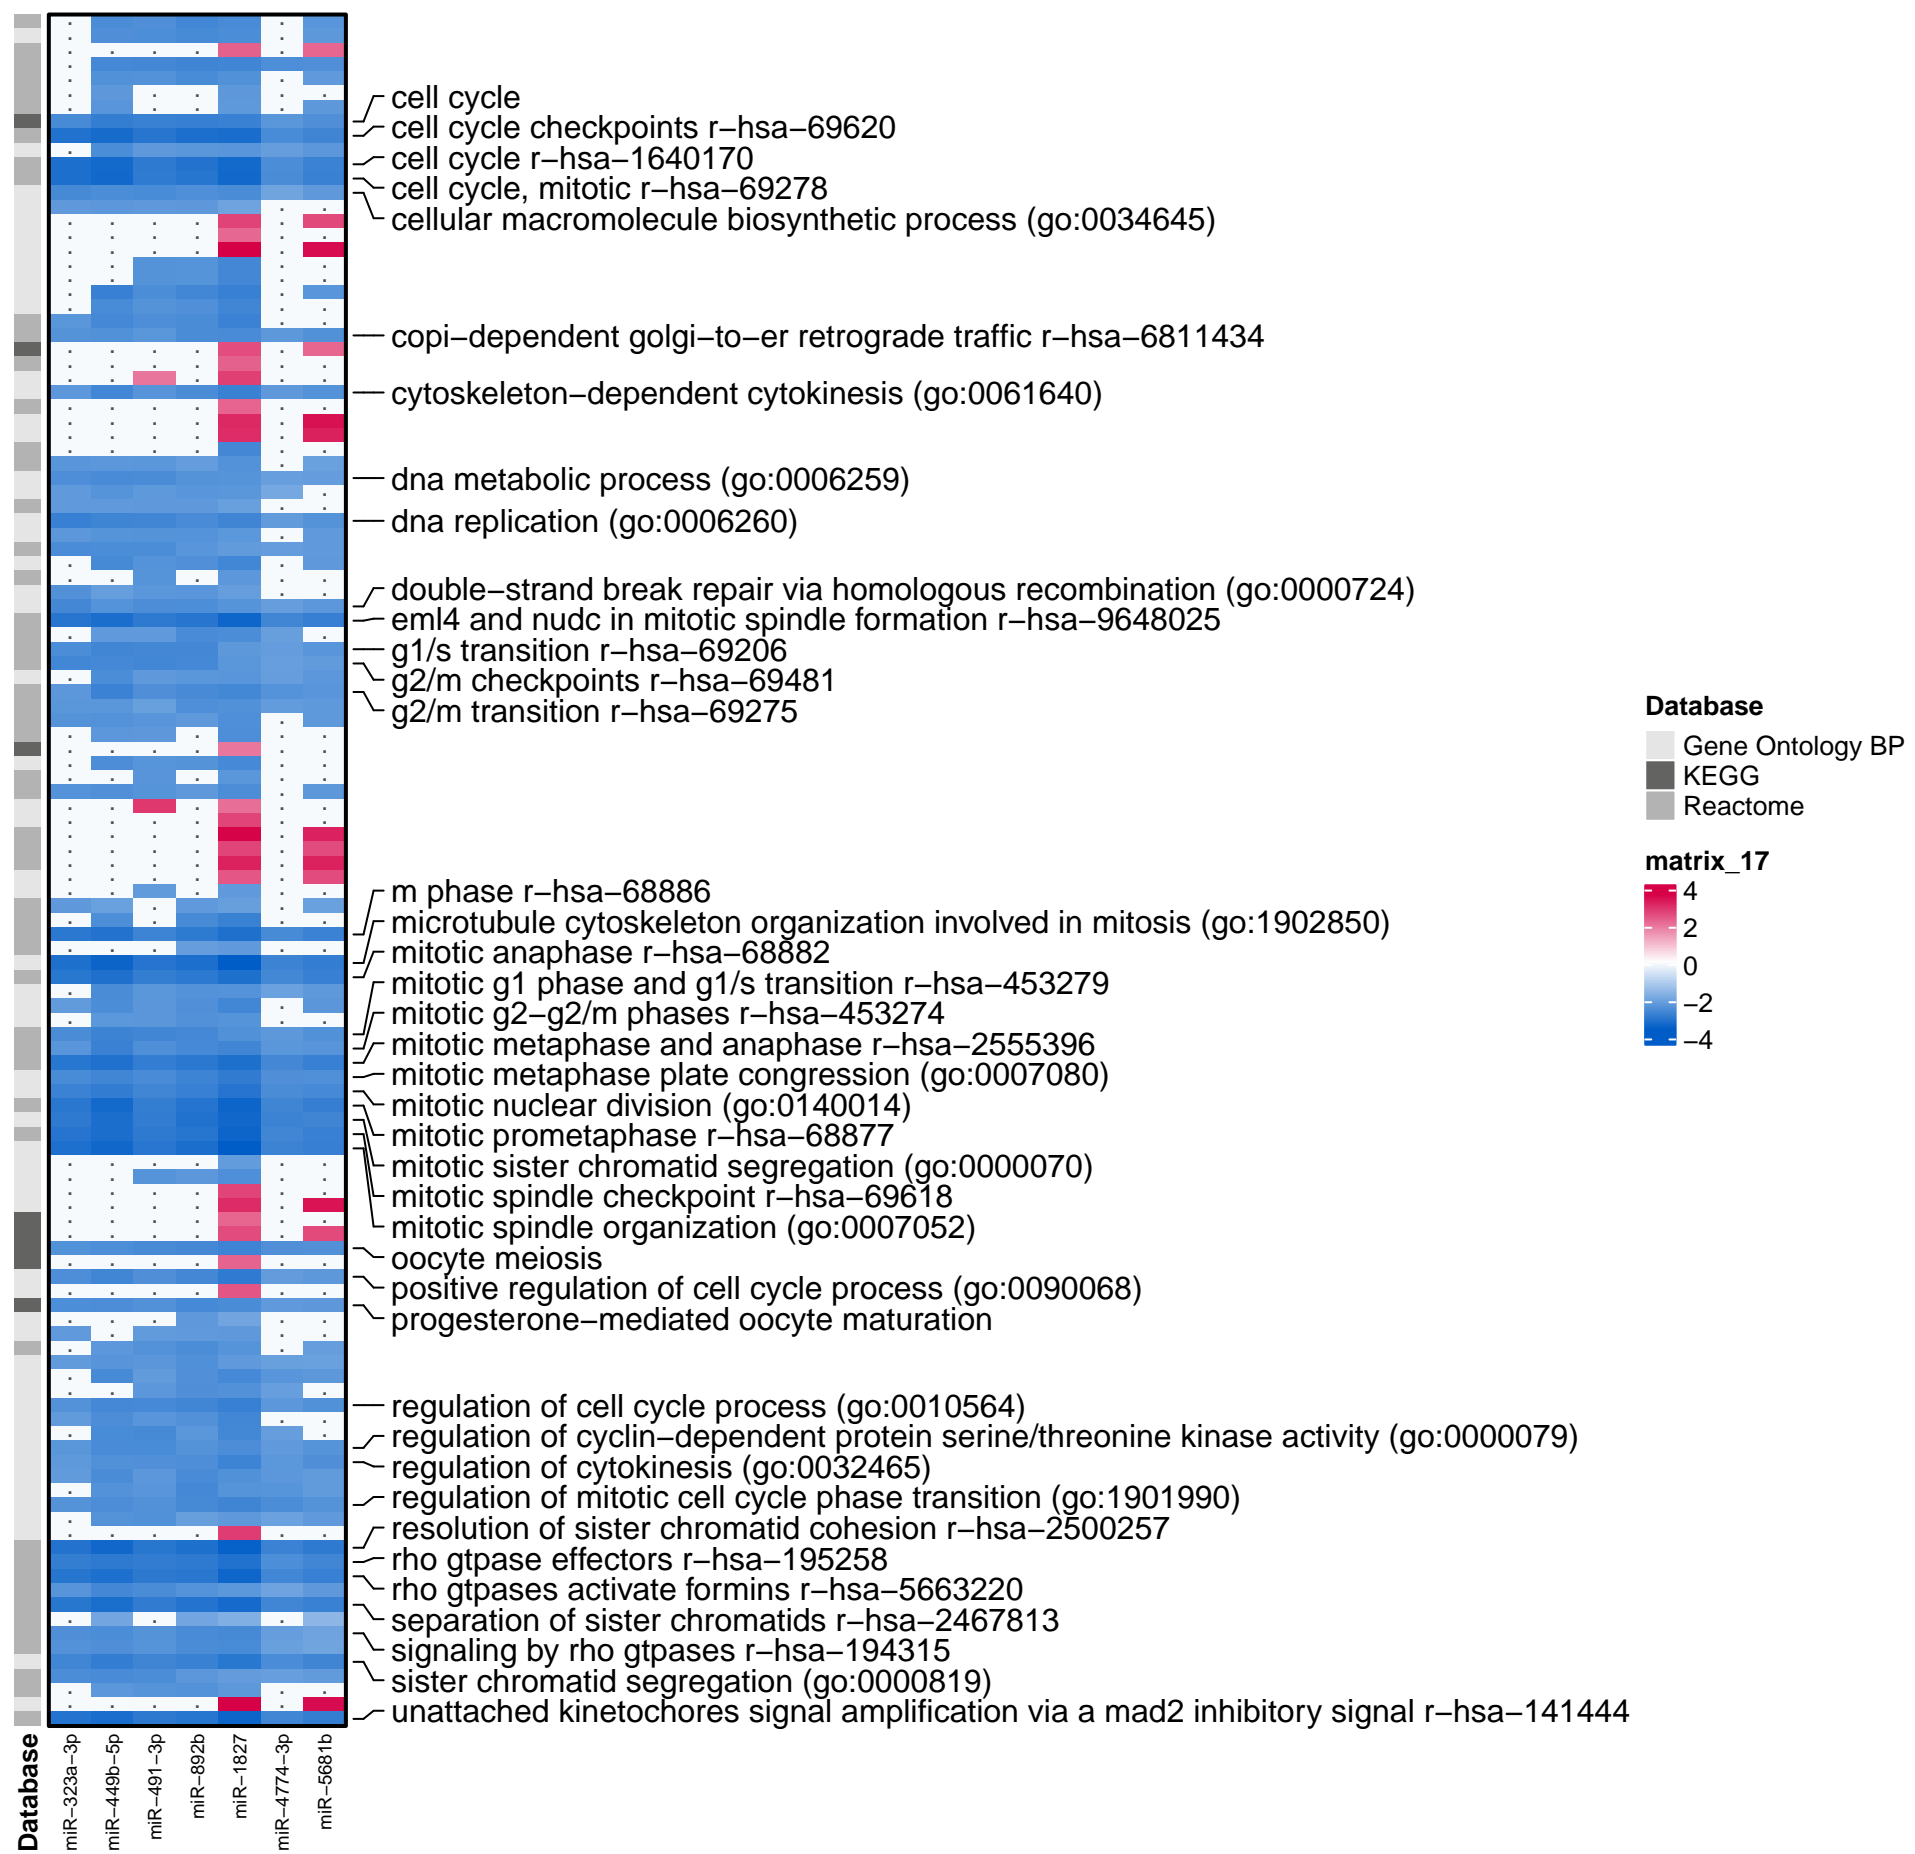 cell cycle
cell cycle checkpoints r−hsa−69620
cell cycle r−hsa−1640170
cell cycle, mitotic r−hsa−69278
cellular macromolecule biosynthetic process (go:0034645)
copi−dependent golgi−to−er retrograde traffic r−hsa−6811434
cytoskeleton−dependent cytokinesis (go:0061640)
dna metabolic process (go:0006259)
dna replication (go:0006260)
double−strand break repair via homologous recombination (go:0000724)
eml4 and nudc in mitotic spindle formation r−hsa−9648025
g1/s transition r−hsa−69206
g2/m checkpoints r−hsa−69481
g2/m transition r−hsa−69275
m phase r−hsa−68886
microtubule cytoskeleton organization involved in mitosis (go:1902850)
mitotic anaphase r−hsa−68882
mitotic g1 phase and g1/s transition r−hsa−453279
mitotic g2−g2/m phases r−hsa−453274
mitotic metaphase and anaphase r−hsa−2555396
mitotic metaphase plate congression (go:0007080)
mitotic nuclear division (go:0140014)
mitotic prometaphase r−hsa−68877
mitotic sister chromatid segregation (go:0000070)
mitotic spindle checkpoint r−hsa−69618
mitotic spindle organization (go:0007052)
oocyte meiosis
positive regulation of cell cycle process (go:0090068)
progesterone−mediated oocyte maturation
regulation of cell cycle process (go:0010564)
regulation of cyclin−dependent protein serine/threonine kinase activity (go:0000079)
regulation of cytokinesis (go:0032465)
regulation of mitotic cell cycle phase transition (go:1901990)
resolution of sister chromatid cohesion r−hsa−2500257
rho gtpase effectors r−hsa−195258
rho gtpases activate formins r−hsa−5663220
separation of sister chromatids r−hsa−2467813
signaling by rho gtpases r−hsa−194315
sister chromatid segregation (go:0000819)
unattached kinetochores signal amplification via a mad2 inhibitory signal r−hsa−141444
Database
miR−323a−3p
miR−449b−5p
miR−491−3p
miR−892b
miR−1827
miR−4774−3p
miR−5681b
Database
Gene Ontology BP
KEGG
Reactome
matrix_17
4
2
0
−2
−4